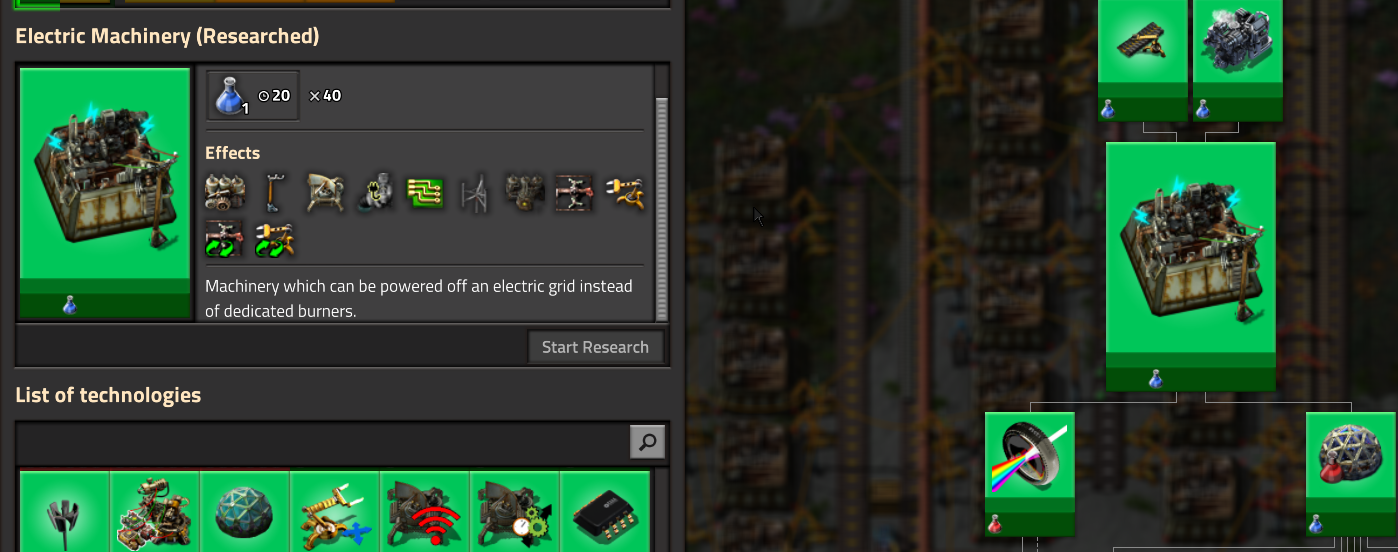 Electric Machinery (Researched)
1 20 × 40
Effects
Machinery which can be powered off an electric grid instead
of dedicated burners.
Start Research
List of technologies